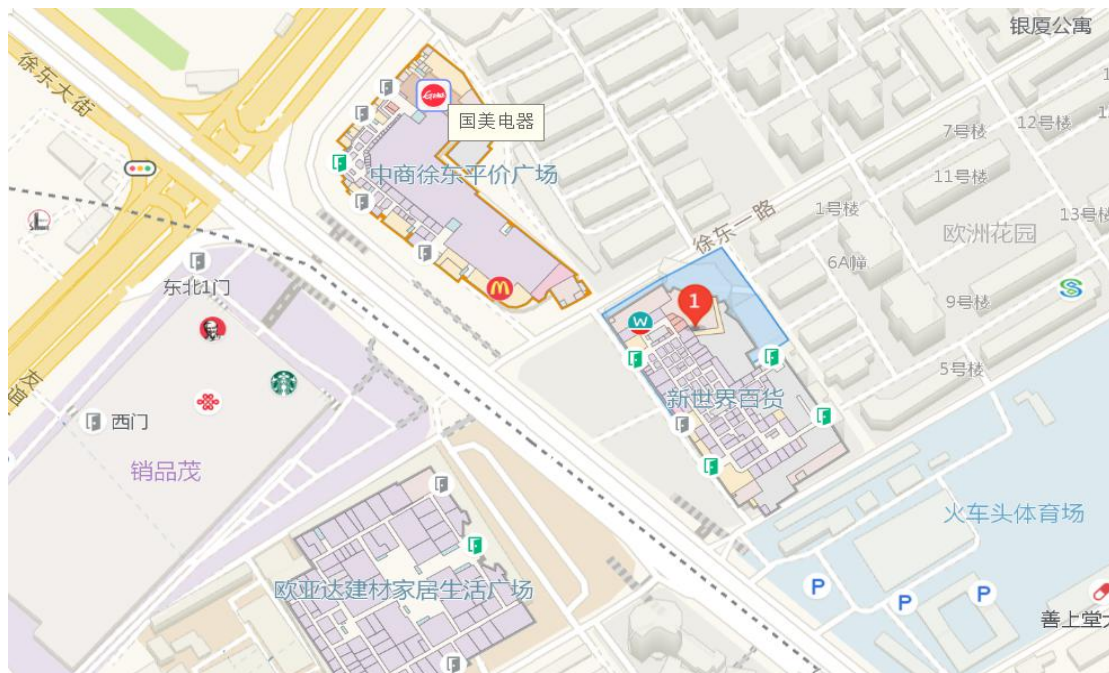 银厦公寓
徐东大街
国美电器
7号楼
12号楼
中商徐东平价广场
11号楼
徐东一路
1号楼
13号楼
欧洲花园
6A幢
东北1门
1
9号楼
5号楼
友谊
西门
新世界百货
销品茂
火车头体育场
欧亚达建材家居生活广场
P
P
P
善上堂